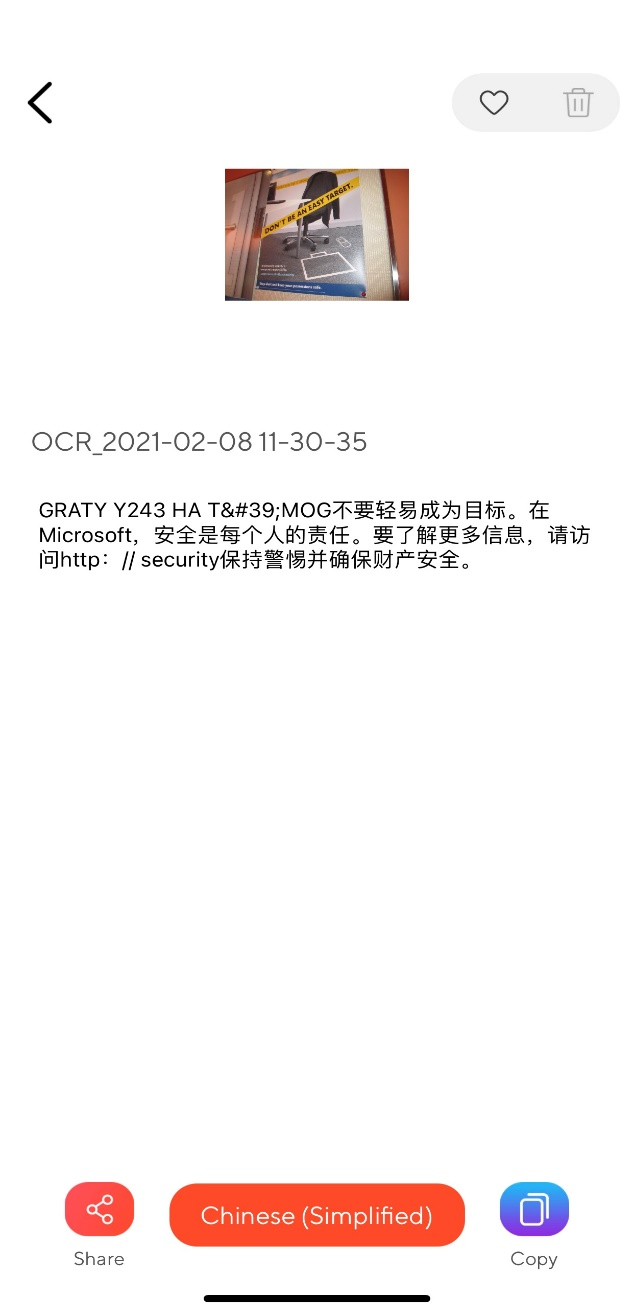 DON'T BE AN EASY TARGET.
OCR_2021-02-08 11-30-35
GRATY Y243 HA T&#39;MOG不要轻易成为目标。在
Microsoft，安全是每个人的责任。要了解更多信息，请访
问http：// security保持警惕并确保财产安全。
Chinese (Simplified)
Share
Copy